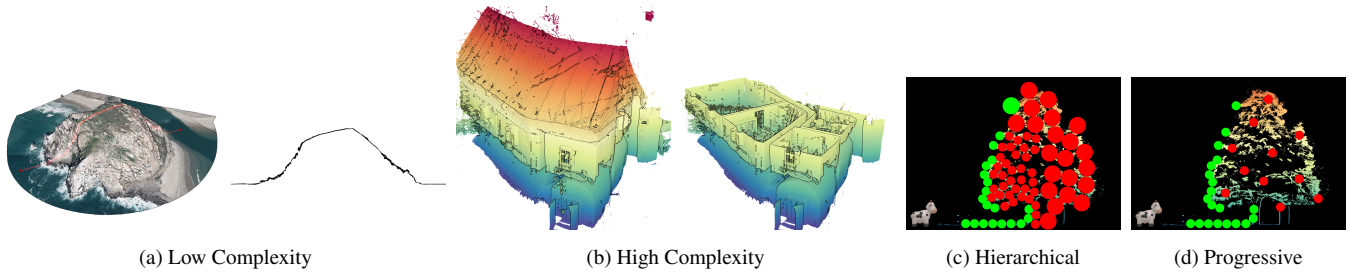 (a) Low Complexity
(b) High Complexity
(c) Hierarchical
(d) Progressive